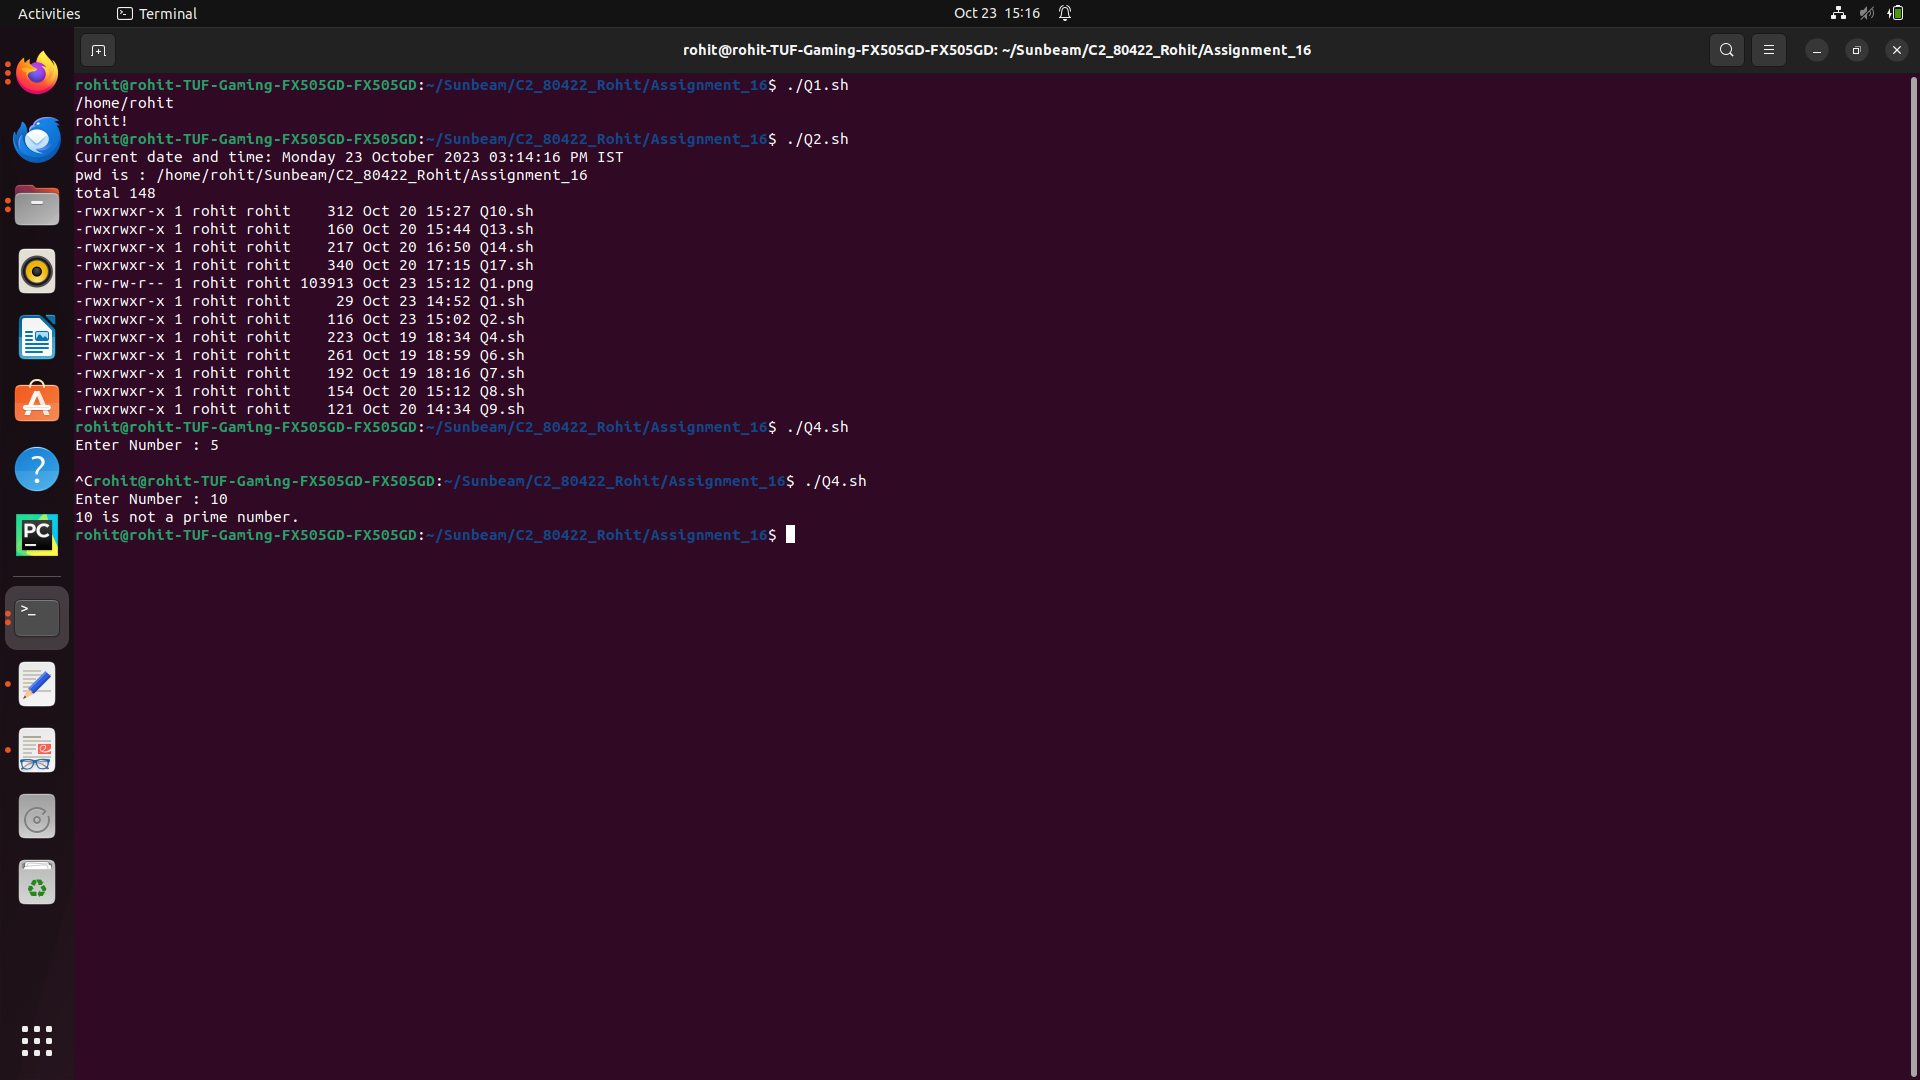 Activities
Terminal
Oct 23 15:16
rohit@rohit-TUF-Gaming-FX505GD-FX505GD: ~/Sunbeam/C2_80422_Rohit/Assignment_16
rohit@rohit-TUF-Gaming-FX505GD-FX505GD:~/Sunbeam/C2_80422_Rohit/Assignment_16$ ./Q1.sh
/home/rohit
rohit!
rohit@rohit-TUF-Gaming-FX505GD-FX505GD:~/Sunbeam/C2_80422_Rohit/Assignment_16$ ./Q2.sh
Current date and time: Monday 23 October 2023 03:14:16 PM IST
pwd is : /home/rohit/Sunbeam/C2_80422_Rohit/Assignment_16
total 148
-rwxrwxr-x 1 rohit rohit    312 Oct 20 15:27 Q10.sh
-rwxrwxr-x 1 rohit rohit    160 Oct 20 15:44 Q13.sh
-rwxrwxr-x 1 rohit rohit    217 Oct 20 16:50 Q14.sh
-rwxrwxr-x 1 rohit rohit    340 Oct 20 17:15 Q17.sh
-rw-rw-r-- 1 rohit rohit 103913 Oct 23 15:12 Q1.png
-rwxrwxr-x 1 rohit rohit     29 Oct 23 14:52 Q1.sh
-rwxrwxr-x 1 rohit rohit    116 Oct 23 15:02 Q2.sh
-rwxrwxr-x 1 rohit rohit    223 Oct 19 18:34 Q4.sh
-rwxrwxr-x 1 rohit rohit    261 Oct 19 18:59 Q6.sh
-rwxrwxr-x 1 rohit rohit    192 Oct 19 18:16 Q7.sh
-rwxrwxr-x 1 rohit rohit    154 Oct 20 15:12 Q8.sh
-rwxrwxr-x 1 rohit rohit    121 Oct 20 14:34 Q9.sh
rohit@rohit-TUF-Gaming-FX505GD-FX505GD:~/Sunbeam/C2_80422_Rohit/Assignment_16$ ./Q4.sh
Enter Number : 5
^Crohit@rohit-TUF-Gaming-FX505GD-FX505GD:~/Sunbeam/C2_80422_Rohit/Assignment_16$ ./Q4.sh
Enter Number : 10
10 is not a prime number.
rohit@rohit-TUF-Gaming-FX505GD-FX505GD:~/Sunbeam/C2_80422_Rohit/Assignment_16$
PC
>_